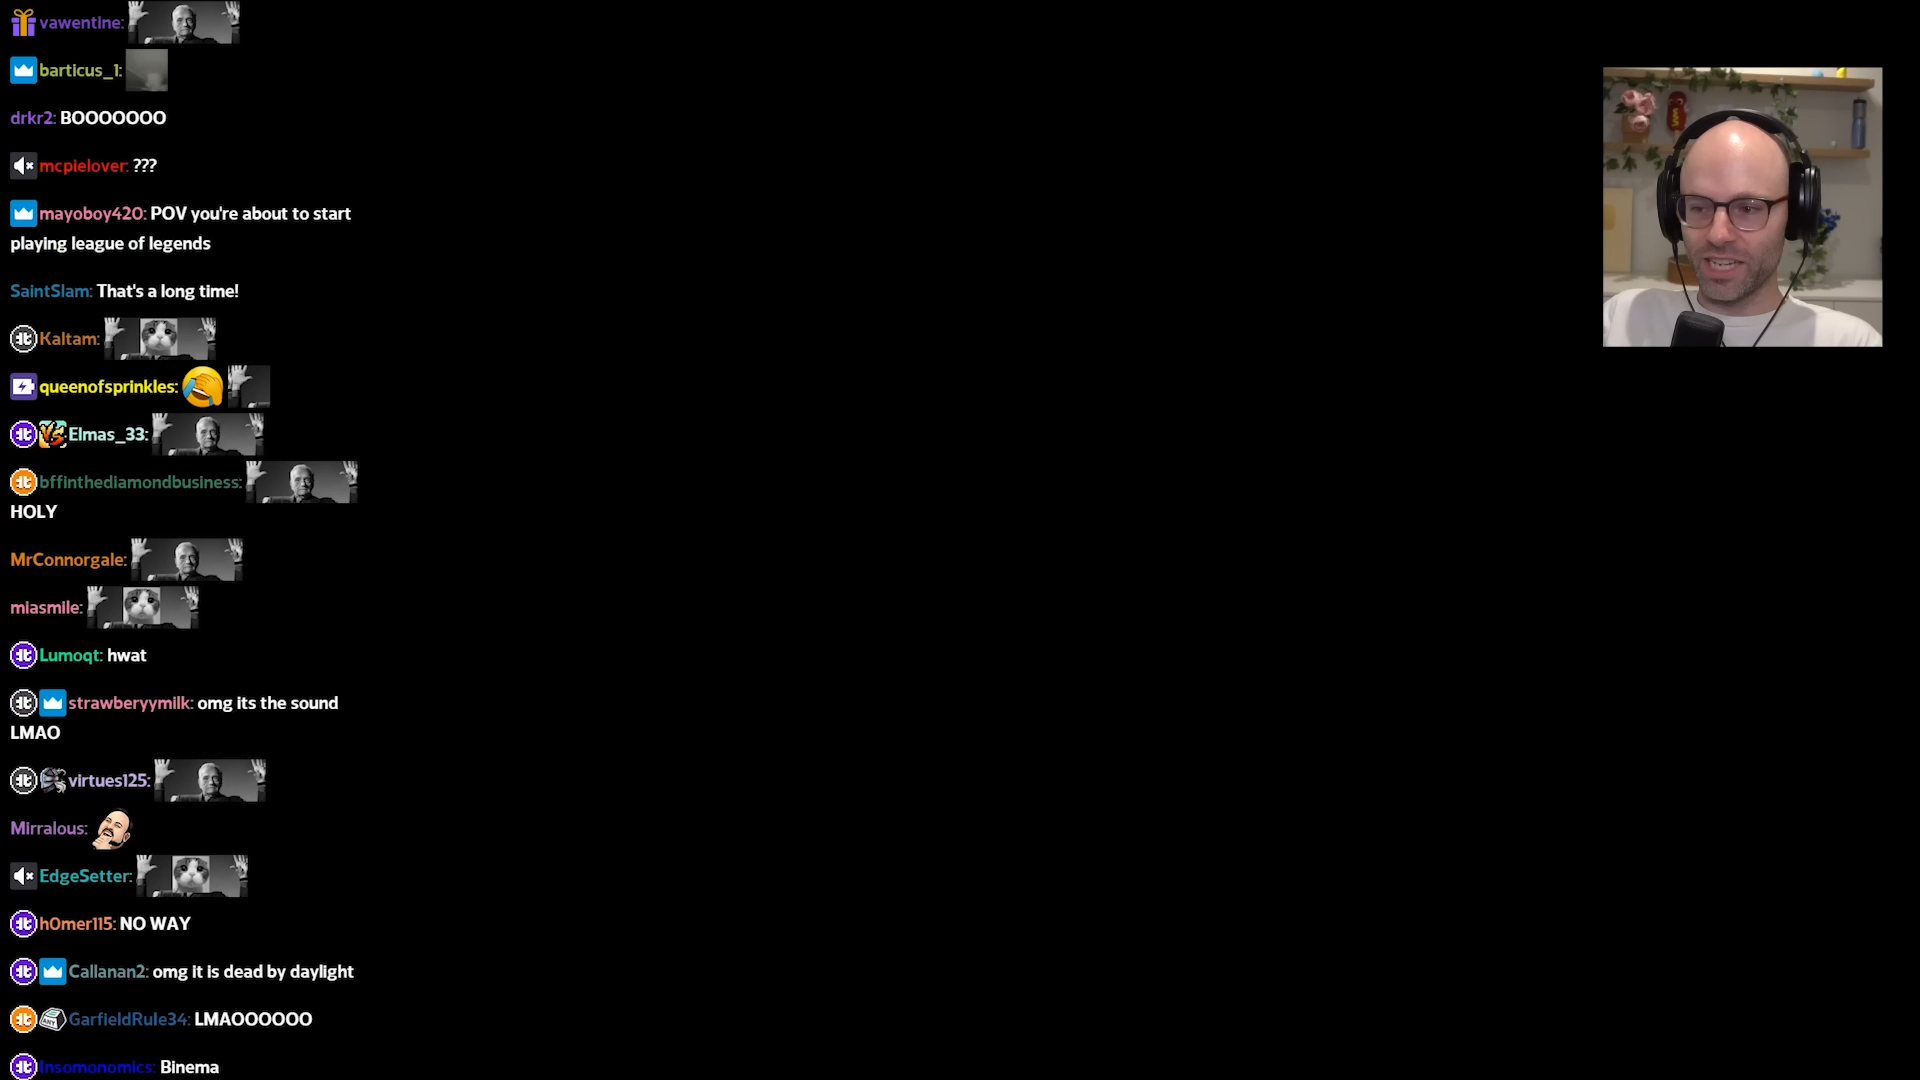 vawentine:
barticus_1:
drkr2: BOOOOOOO
mcpielover: ???
mayoboy420: POV you're about to start
playing league of legends
SaintSlam: That's a long time!
Kaltam:
queenofsprinkles:
Elmas_33:
bffinthediamondbusiness:
HOLY
MrConnorgale:
miasmile:
Lumoqt: hwat
strawberyymilk: omg its the sound
LMAO
virtues125:
Mirralous:
EdgeSetter:
h0mer115: NO WAY
Callanan2: omg it is dead by daylight
GarfieldRule34: LMAOOOOOO
Insomonomics: Binema